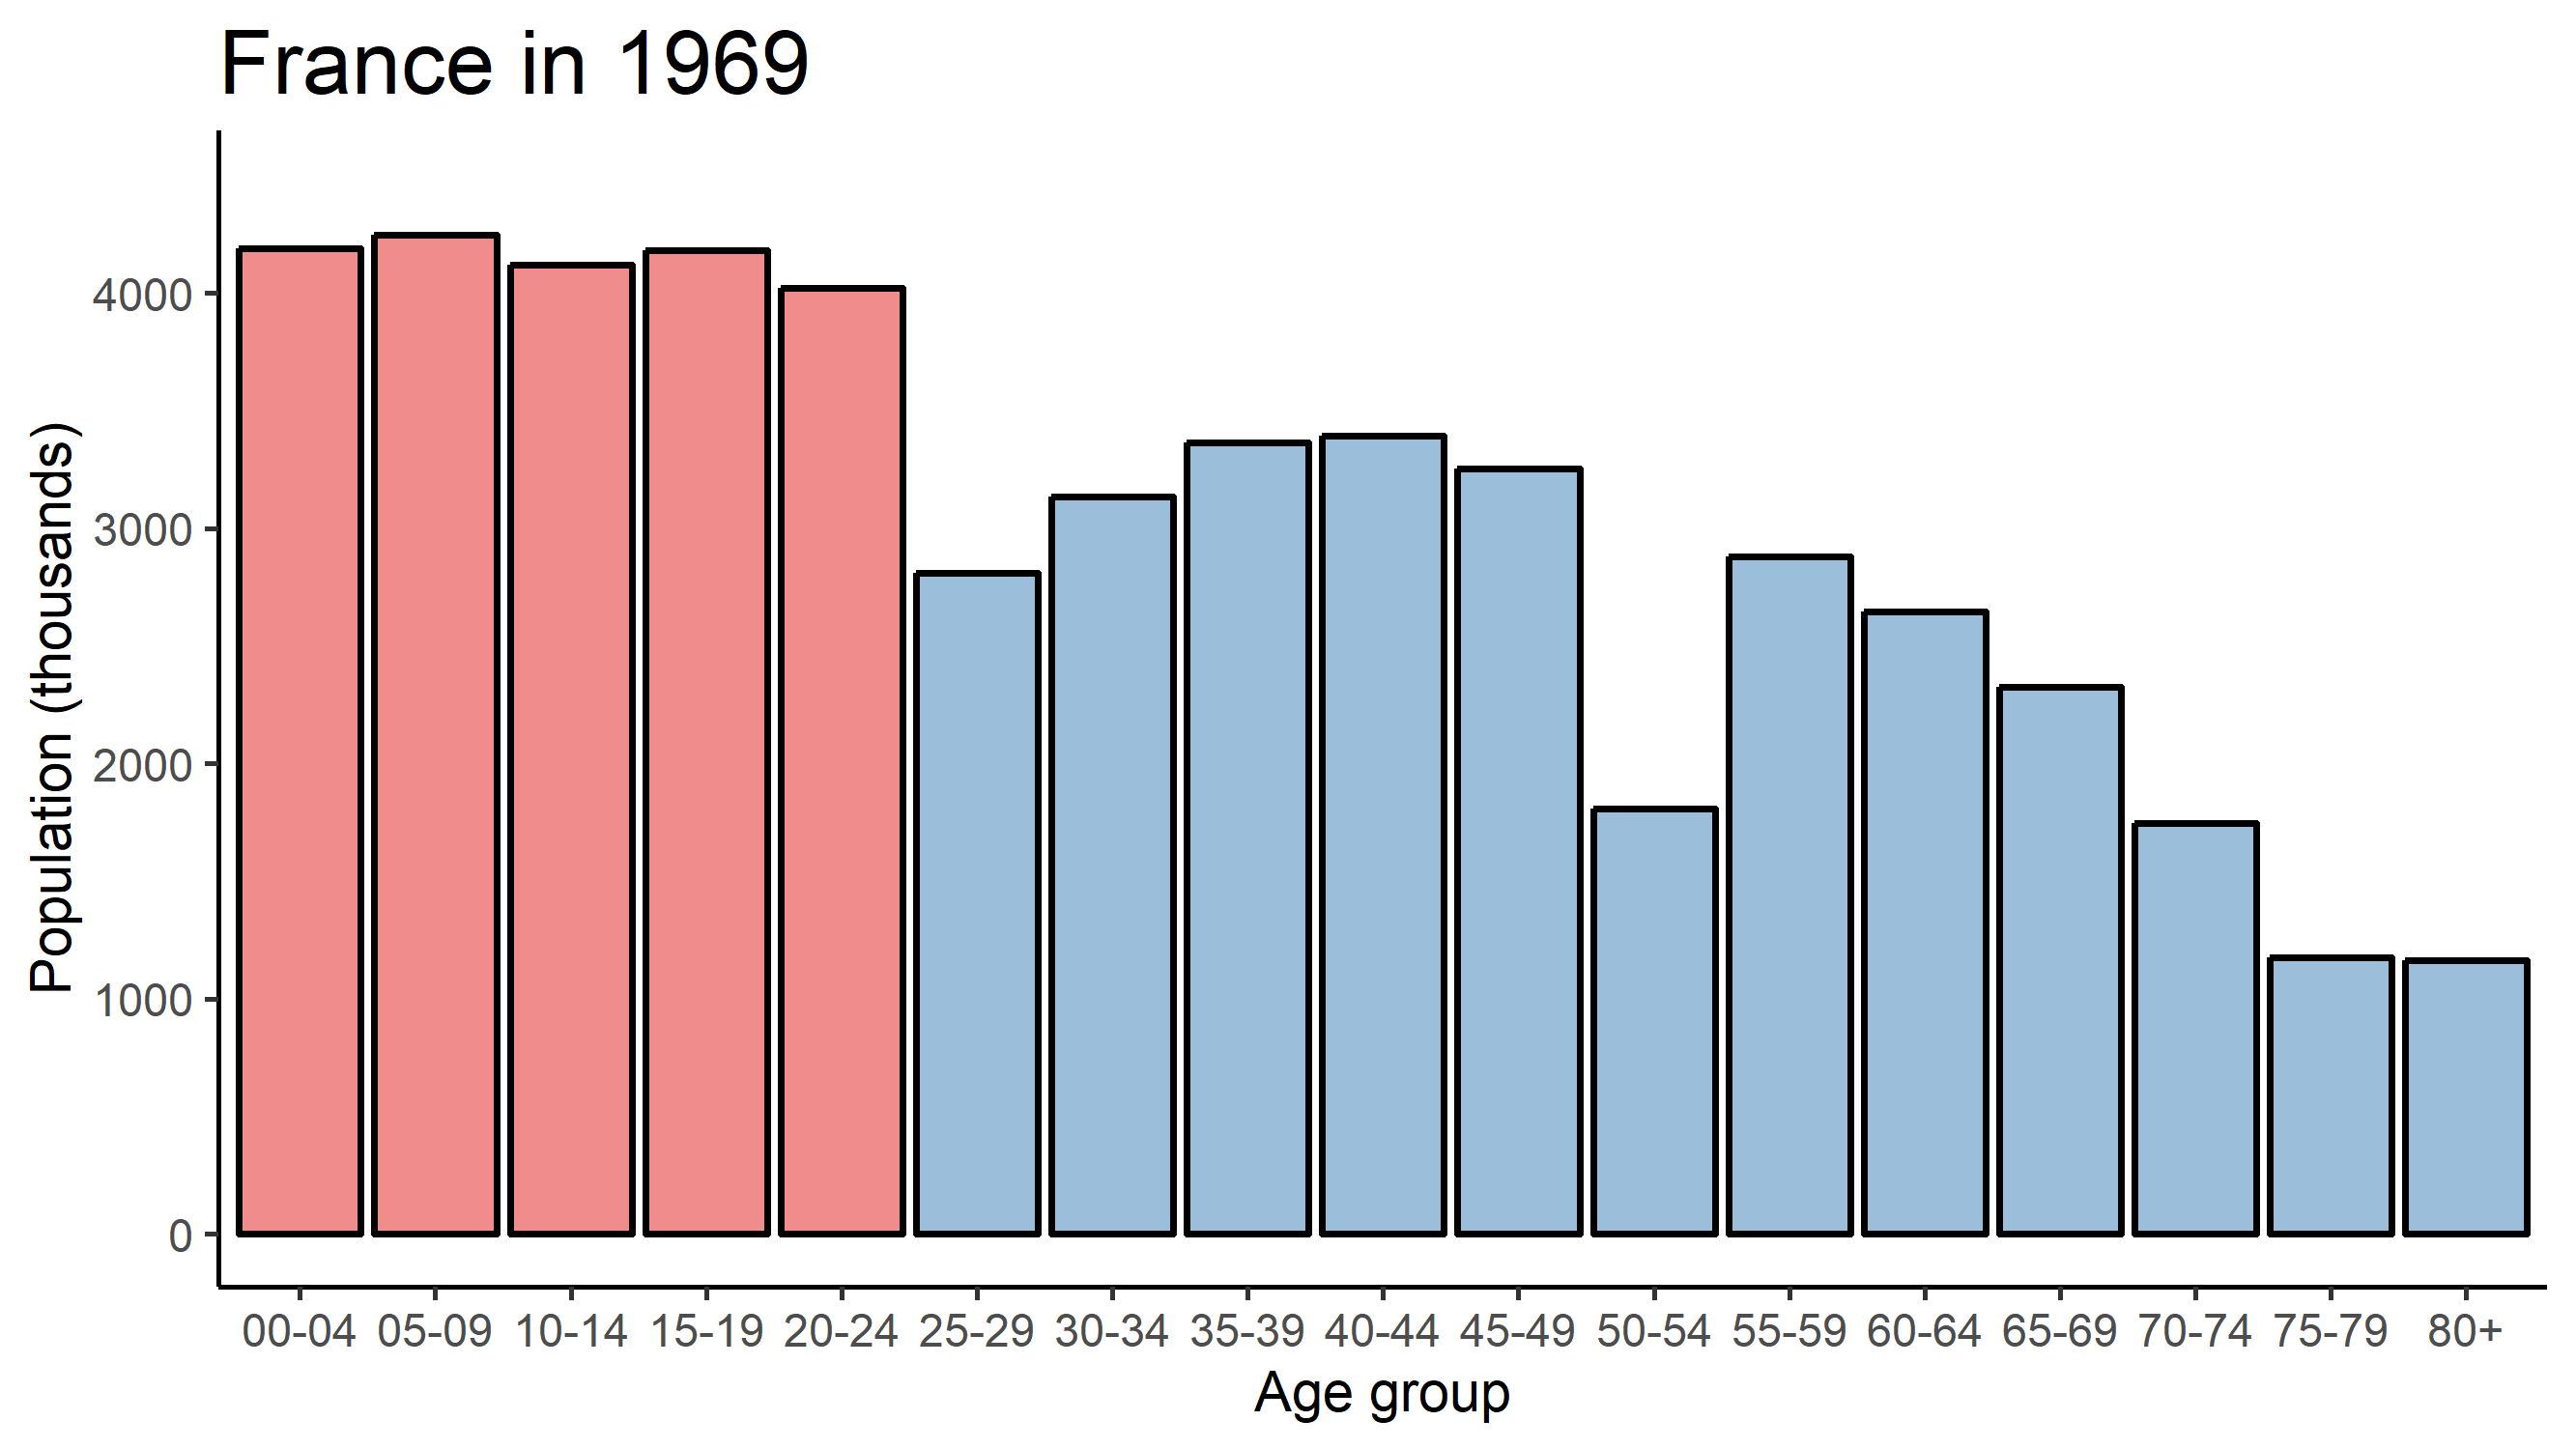 France in 1969
Population (thousands)
4000
3000
2000
1000
0
00-04 05-09 10-14 15-19 20-24 25-29 30-34 35-39 40-44 45-49 50-54 55-59 60-64 65-69 70-74 75-79 80+
Age group